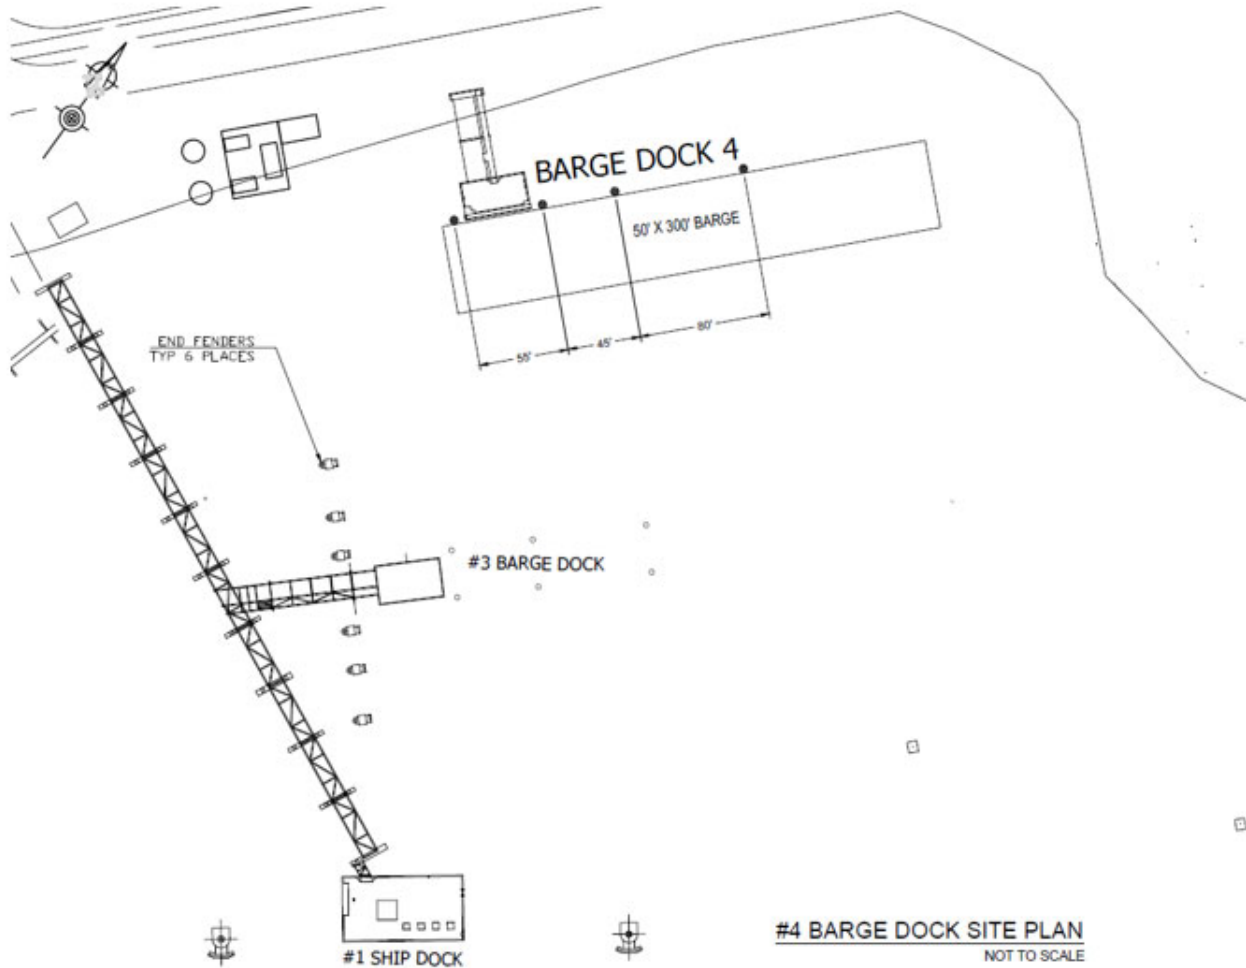 BARGE DOCK 4
50' X 300' BARGE
55'
45'
80'
END FENDERS
TYP 6 PLACES
#3 BARGE DOCK
#1 SHIP DOCK
#4 BARGE DOCK SITE PLAN
NOT TO SCALE